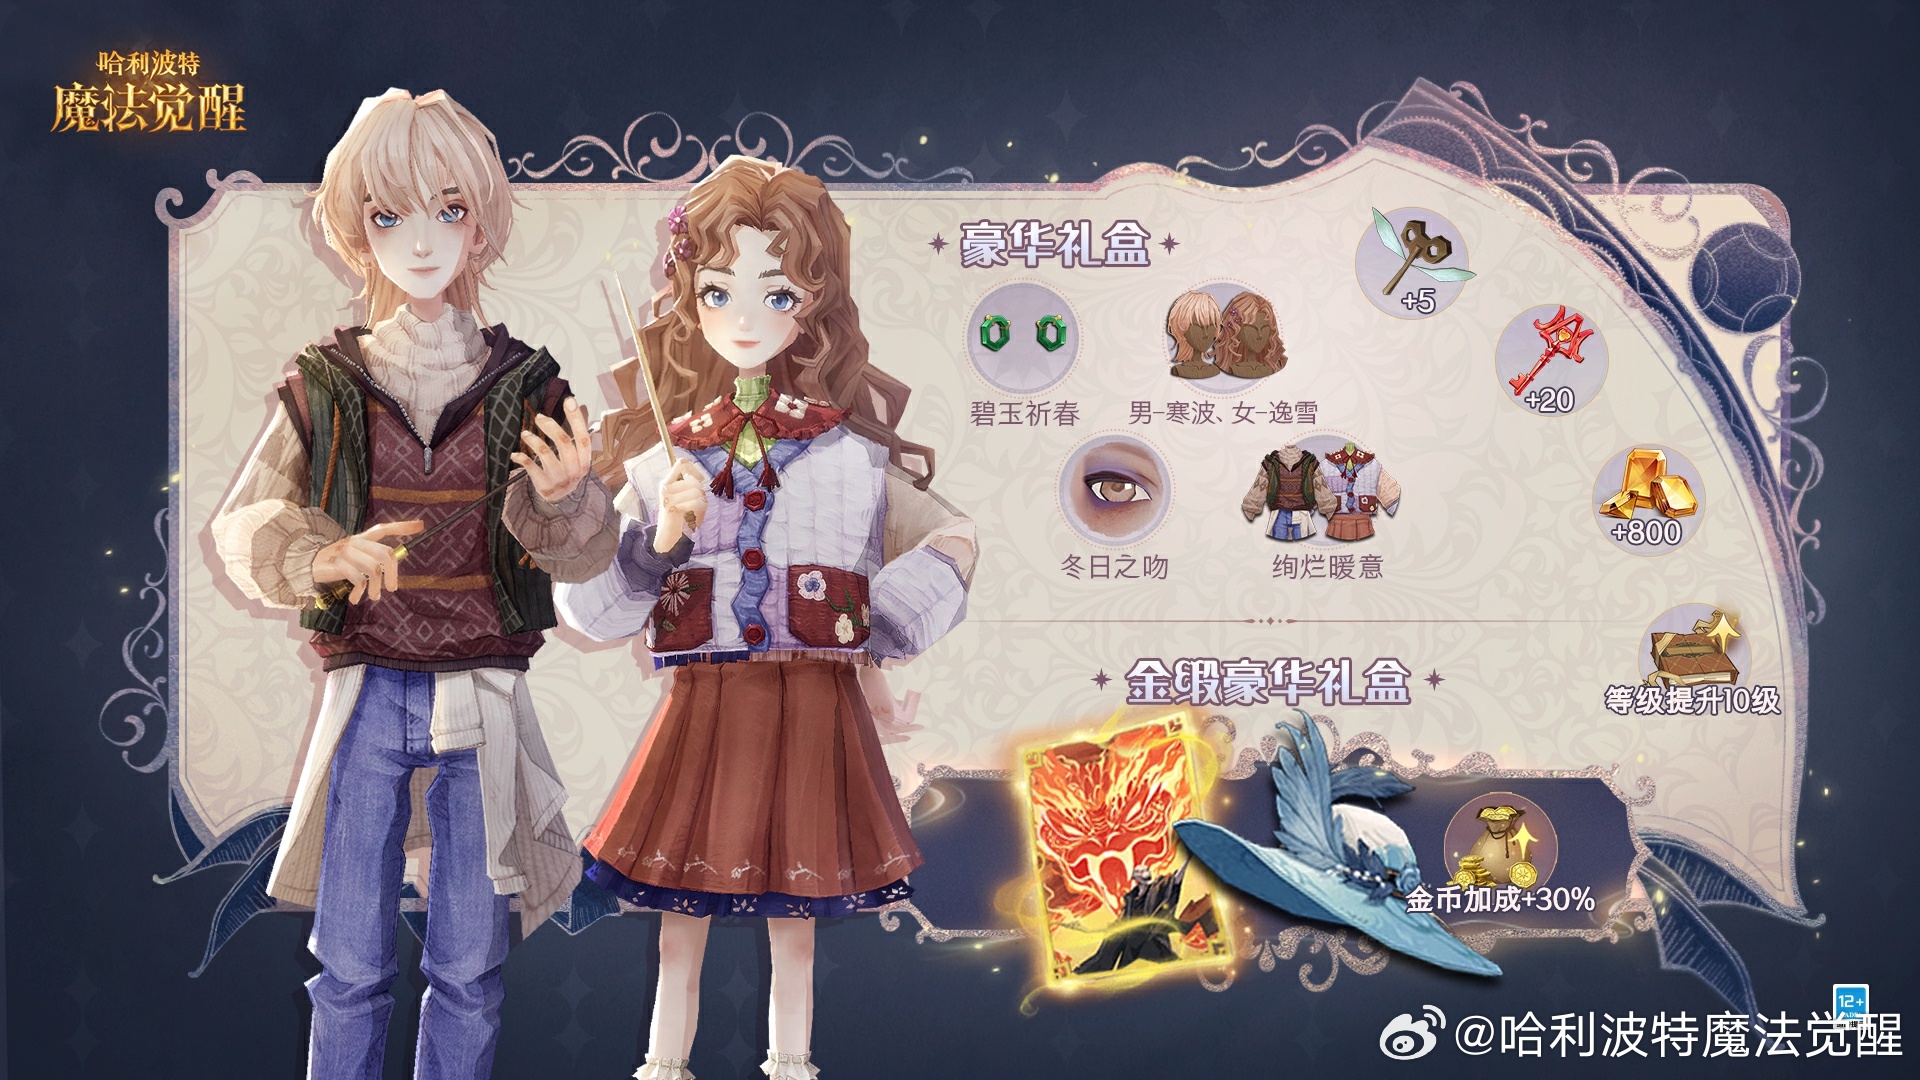 哈利波特
魔法觉醒
豪华礼盒
+5
碧玉祈春
男-寒波、女-逸雪
+20
冬日之吻
绚烂暖意
+800
金缎豪华礼盒
等级提升10级
金币加成+30%
12+
@哈利波特魔法觉醒